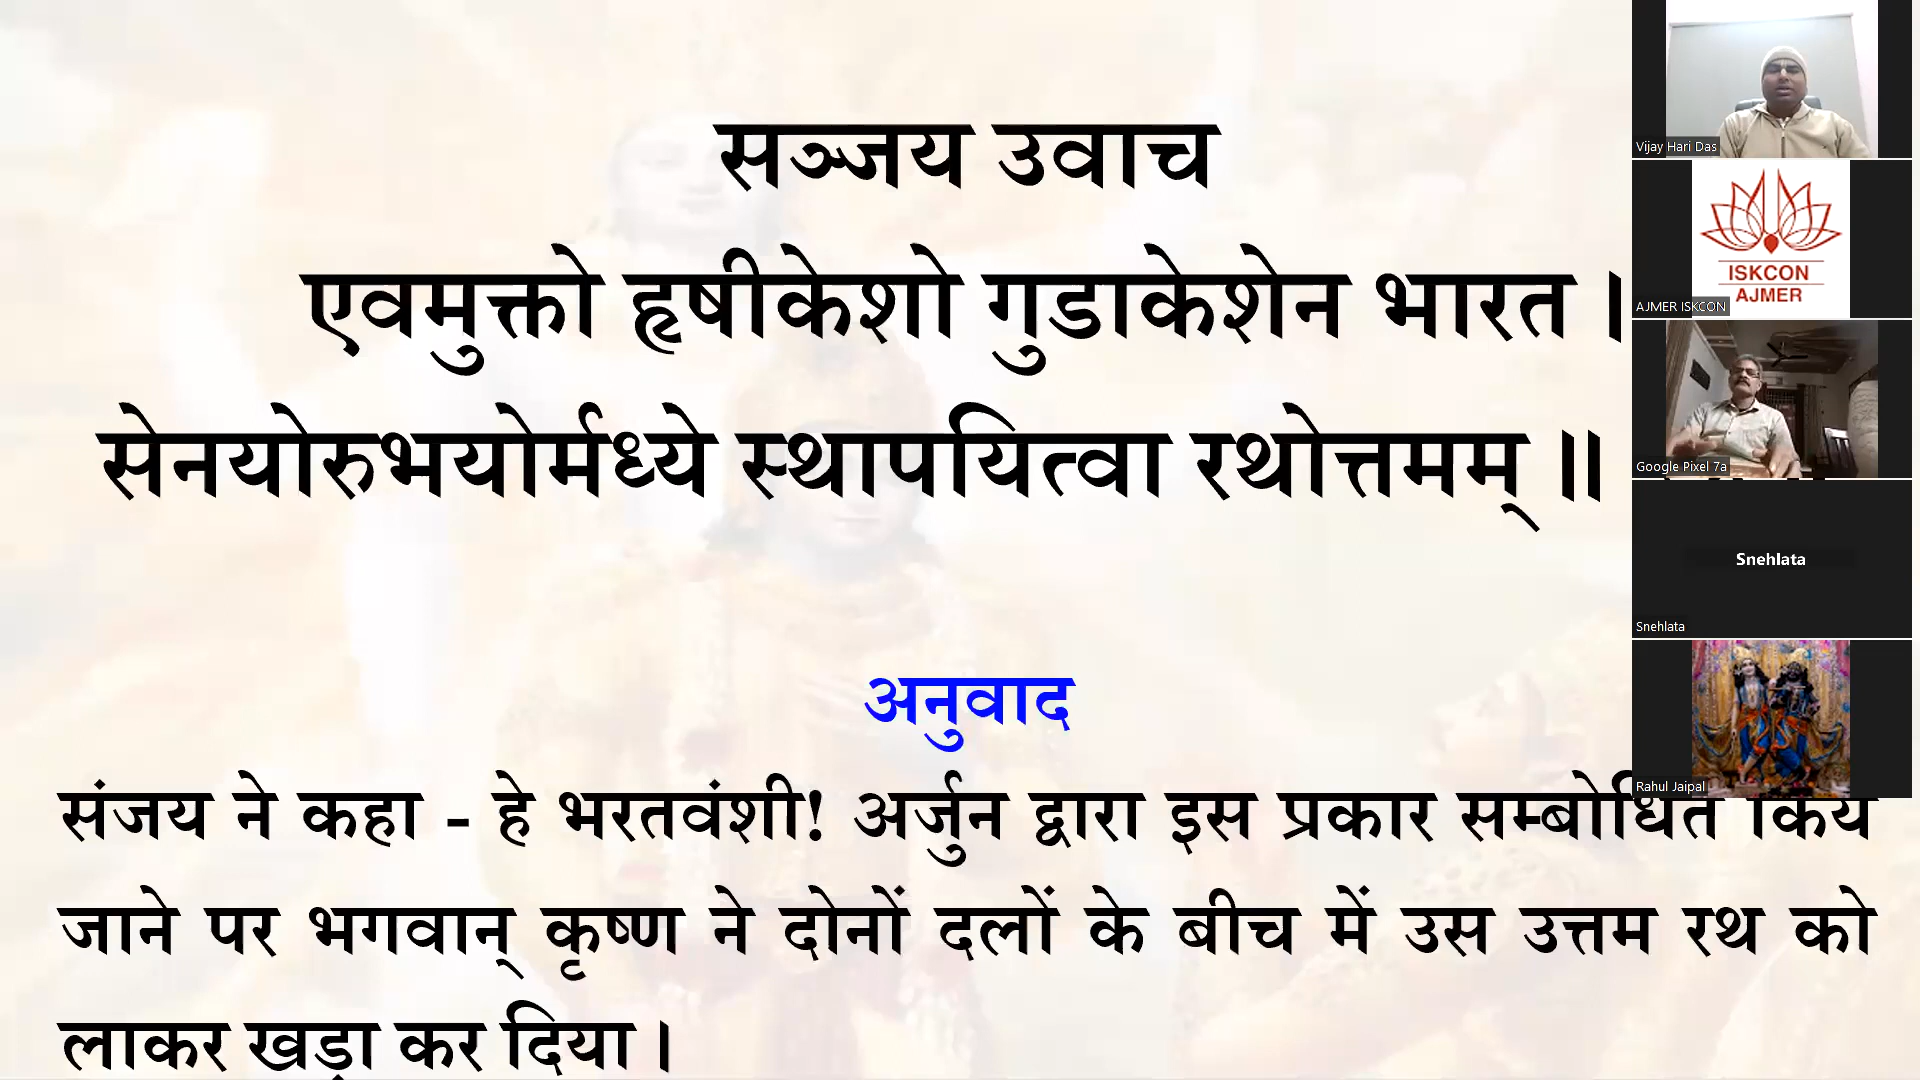 सञ्जय उवाच
एवमुक्तो हृषीकेशो गुडाकेशेन भारत ।
सेनयोरुभयोर्मध्ये स्थापयित्वा रथोत्तमम् ॥
अनुवाद
संजय ने कहा - हे भरतवंशी! अर्जुन द्वारा इस प्रकार सम्बोधित किये
जाने पर भगवान् कृष्ण ने दोनों दलों के बीच में उस उत्तम रथ को
लाकर खड़ा कर दिया ।
Vijay Hari Das
ISKCON
AJMER
AJMER ISKCON
Google Pixel 7a
Snehlata
Snehlata
Rahul Jaipal